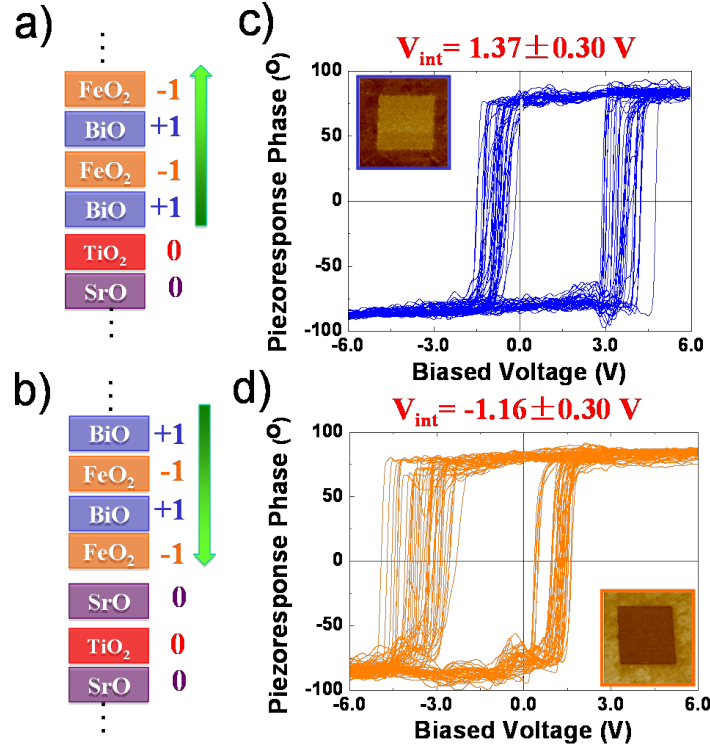 a)
⋮
FeO₂ -1
BiO +1
FeO₂ -1
BiO +1
TiO₂ 0
SrO 0
⋮
b)
⋮
BiO +1
FeO₂ -1
BiO +1
FeO₂ -1
SrO 0
TiO₂ 0
SrO 0
⋮
c)
V_int= 1.37±0.30 V
Piezoresponse Phase (º)
100
50
0
-50
-100
-6.0 -3.0 0.0 3.0 6.0
Biased Voltage (V)
d)
V_int= -1.16±0.30 V
Piezoresponse Phase (º)
100
50
0
-50
-100
-6.0 -3.0 0.0 3.0 6.0
Biased Voltage (V)